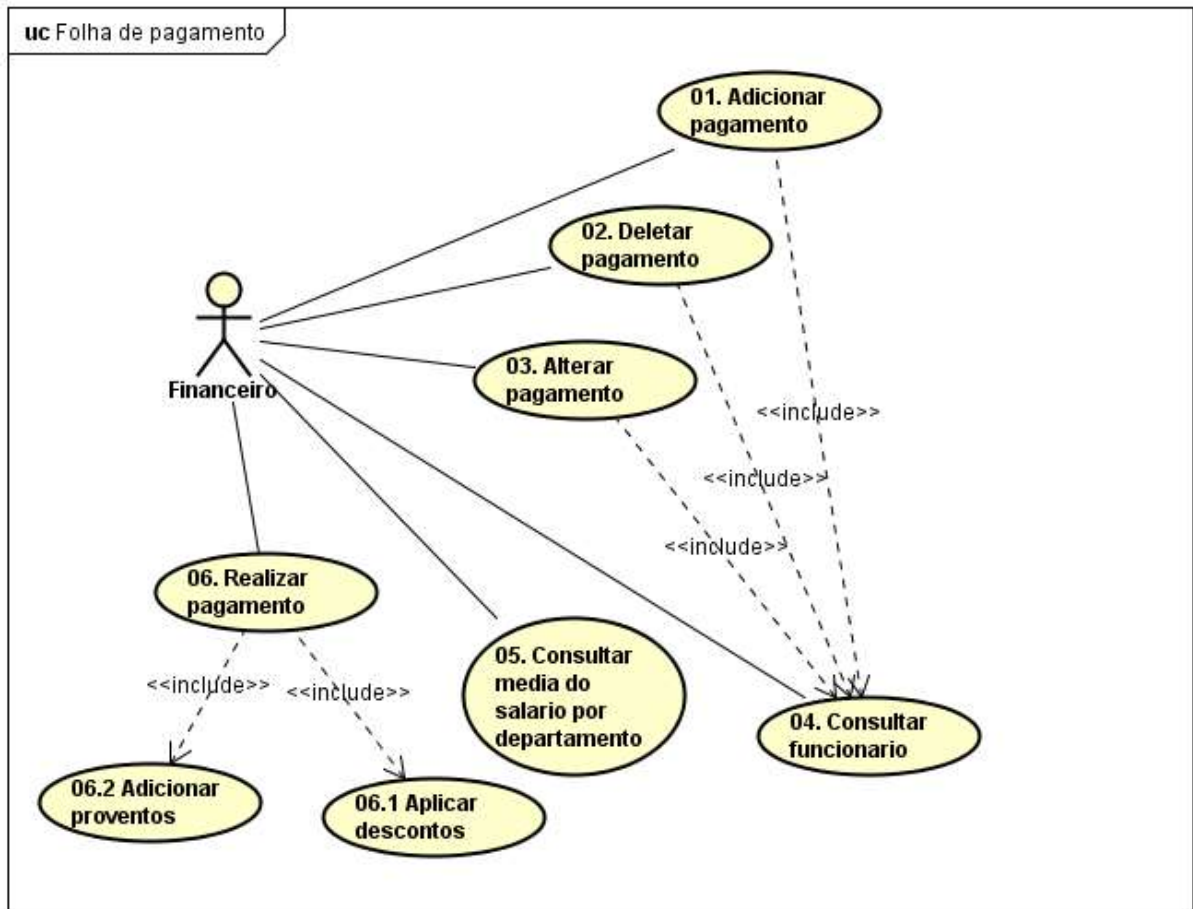 uc Folha de pagamento
01. Adicionar
pagamento
02. Deletar
pagamento
03. Alterar
pagamento
Financeiro
<<include>>
<<include>>
<<include>>
06. Realizar
pagamento
05. Consultar
media do
salario por
departamento
<<include>>
<<include>>
04. Consultar
funcionario
06.2 Adicionar
proventos
06.1 Aplicar
descontos